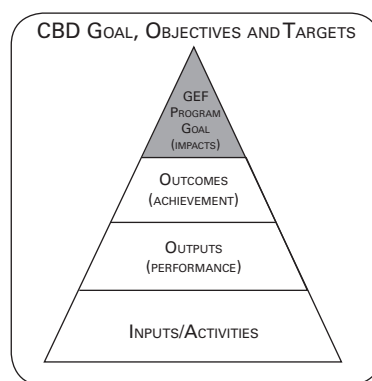 CBD GOAL, OBJECTIVES AND TARGETS
GEF
PROGRAM
GOAL
(IMPACTS)
OUTCOMES
(ACHIEVEMENT)
OUTPUTS
(PERFORMANCE)
INPUTS/ACTIVITIES